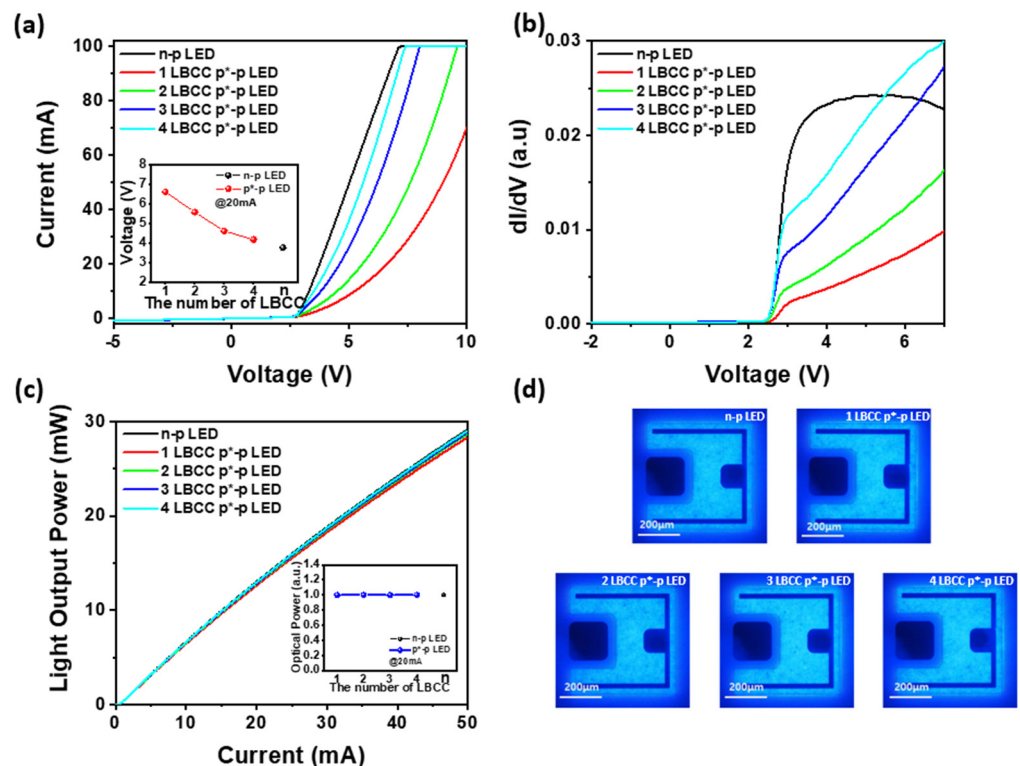 (a)
100
80
60
40
20
0
-5
0
5
10
Current (mA)
Voltage (V)
n-p LED
1 LBCC p*-p LED
2 LBCC p*-p LED
3 LBCC p*-p LED
4 LBCC p*-p LED
8
7
6
5
4
3
2
Voltage (V)
n-p LED
p*-p LED
@20mA
1
2
3
4
n
The number of LBCC
(b)
0.03
0.02
0.01
0.00
-2
0
2
4
6
dI/dV (a.u)
Voltage (V)
n-p LED
1 LBCC p*-p LED
2 LBCC p*-p LED
3 LBCC p*-p LED
4 LBCC p*-p LED
(c)
30
20
10
0
0
10
20
30
40
50
Light Output Power (mW)
Current (mA)
n-p LED
1 LBCC p*-p LED
2 LBCC p*-p LED
3 LBCC p*-p LED
4 LBCC p*-p LED
1.4
1.2
1.0
0.8
0.6
0.4
0.2
0.0
Optical Power (a.u.)
n-p LED
p*-p LED
@20mA
1
2
3
4
n
The number of LBCC
(d)
n-p LED
200μm
1 LBCC p*-p LED
200μm
2 LBCC p*-p LED
200μm
3 LBCC p*-p LED
200μm
4 LBCC p*-p LED
200μm